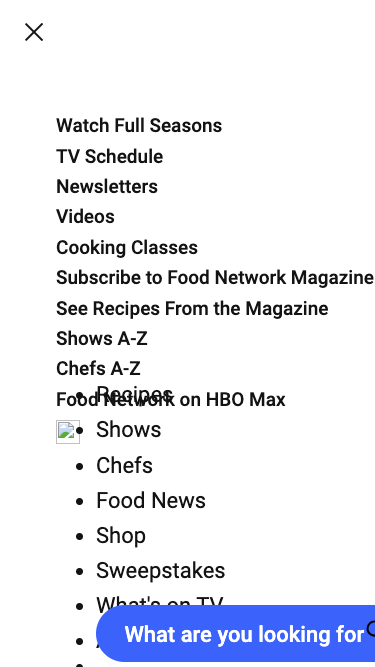 Watch Full Seasons
TV Schedule
Newsletters
Videos
Cooking Classes
Subscribe to Food Network Magazine
See Recipes From the Magazine
Shows A-Z
Chefs A-Z
Recipes
Food Network on HBO Max
Shows
Chefs
Food News
Shop
Sweepstakes
What's on TV
What are you looking for